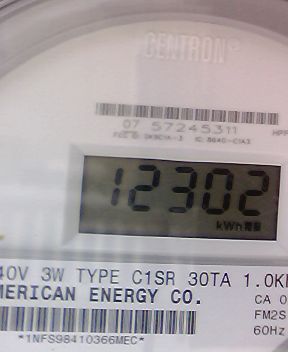 CENTRON®
07 57245311
12302
kWh
40V 3W TYPE C1SR 30TA 1.0K
MERICAN ENERGY CO.
CA 0
FM2S
60Hz
*1NFS98410366MEC*